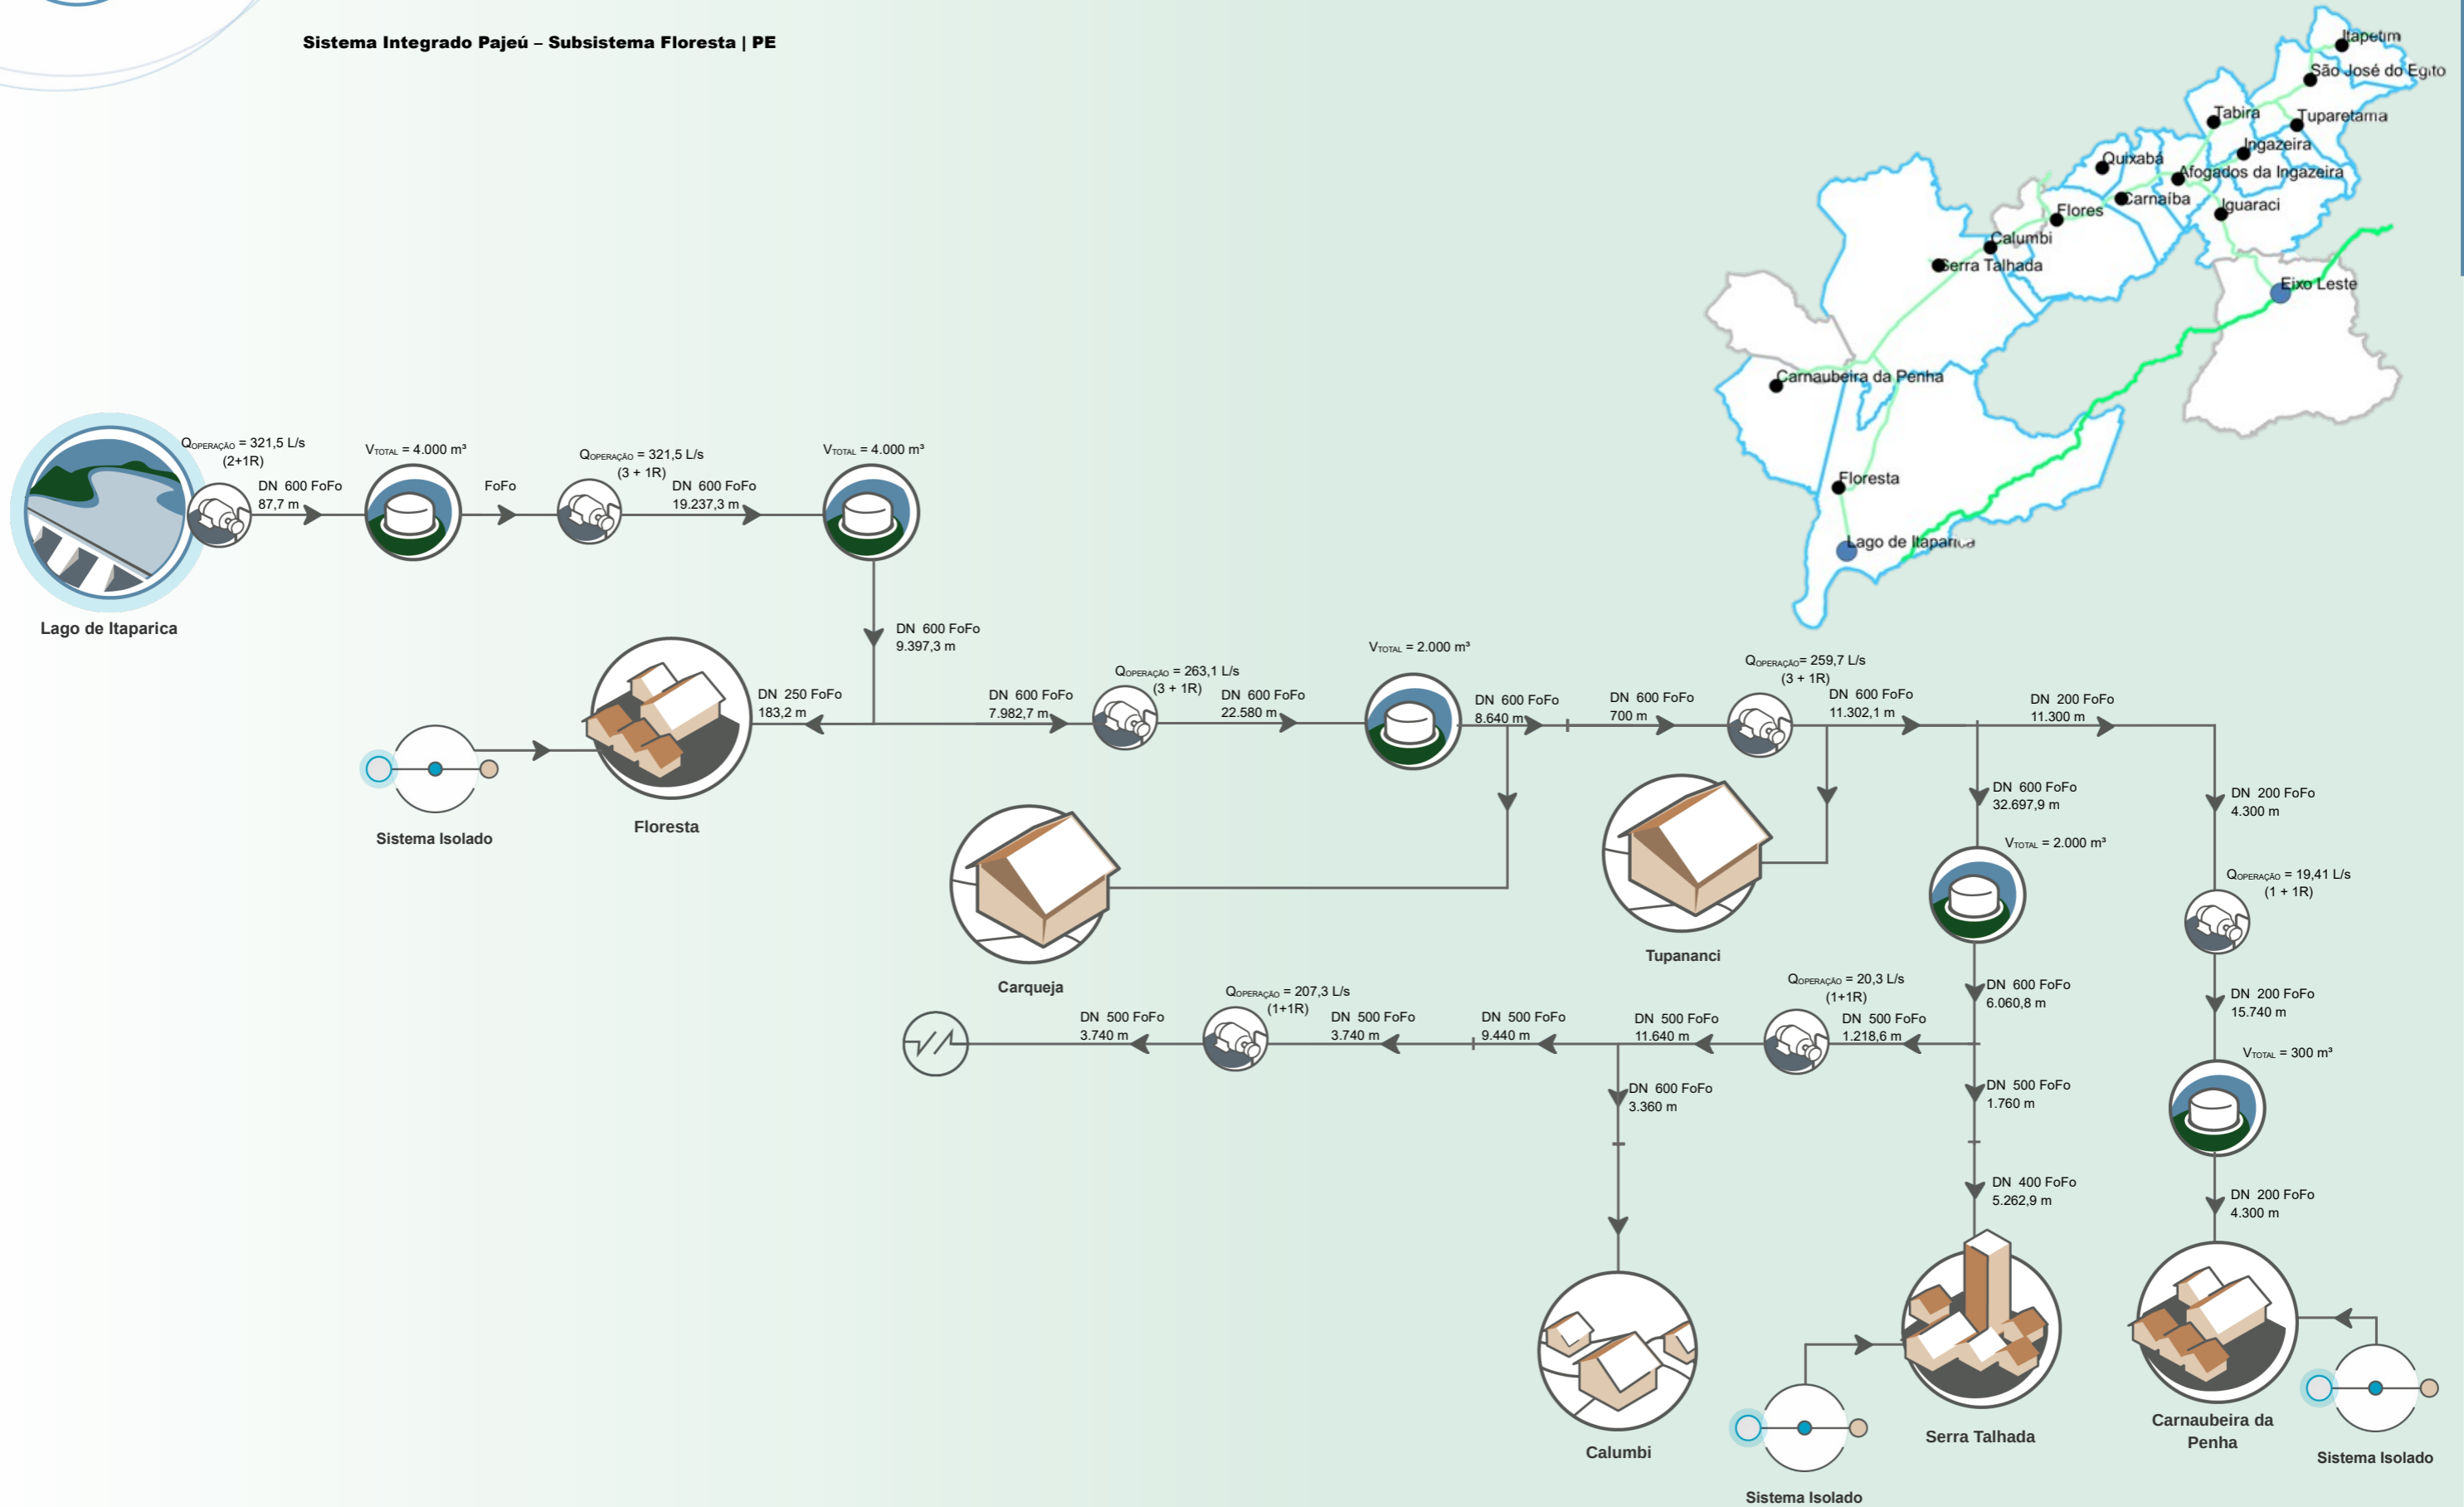 Sistema Integrado Pajeú – Subsistema Floresta | PE
Itapetim
São José do Egito
Tabira
Tuparetama
Ingazeira
Quixabá
Afogados da Ingazeira
Carnaíba
Iguaraci
Flores
Calumbi
Serra Talhada
Eixo Leste
Carnaubeira da Penha
Floresta
Lago de Itaparica
QOPERAÇÃO = 321,5 L/s
(2+1R)
DN 600 FoFo
87,7 m
VTOTAL = 4.000 m³
FoFo
QOPERAÇÃO = 321,5 L/s
(3 + 1R)
DN 600 FoFo
19.237,3 m
VTOTAL = 4.000 m³
Lago de Itaparica
DN 600 FoFo
9.397,3 m
DN 250 FoFo
183,2 m
DN 600 FoFo
7.982,7 m
QOPERAÇÃO = 263,1 L/s
(3 + 1R)
DN 600 FoFo
22.580 m
VTOTAL = 2.000 m³
DN 600 FoFo
8.640 m
DN 600 FoFo
700 m
QOPERAÇÃO= 259,7 L/s
(3 + 1R)
DN 600 FoFo
11.302,1 m
DN 200 FoFo
11.300 m
Sistema Isolado
Floresta
DN 600 FoFo
32.697,9 m
DN 200 FoFo
4.300 m
VTOTAL = 2.000 m³
QOPERAÇÃO = 19,41 L/s
(1 + 1R)
Carqueja
Tupananci
DN 600 FoFo
6.060,8 m
DN 200 FoFo
15.740 m
DN 500 FoFo
3.740 m
QOPERAÇÃO = 207,3 L/s
(1+1R)
DN 500 FoFo
3.740 m
DN 500 FoFo
9.440 m
DN 500 FoFo
11.640 m
QOPERAÇÃO = 20,3 L/s
(1+1R)
DN 500 FoFo
1.218,6 m
VTOTAL = 300 m³
DN 600 FoFo
3.360 m
DN 500 FoFo
1.760 m
DN 400 FoFo
5.262,9 m
DN 200 FoFo
4.300 m
Calumbi
Sistema Isolado
Serra Talhada
Carnaubeira da
Penha
Sistema Isolado